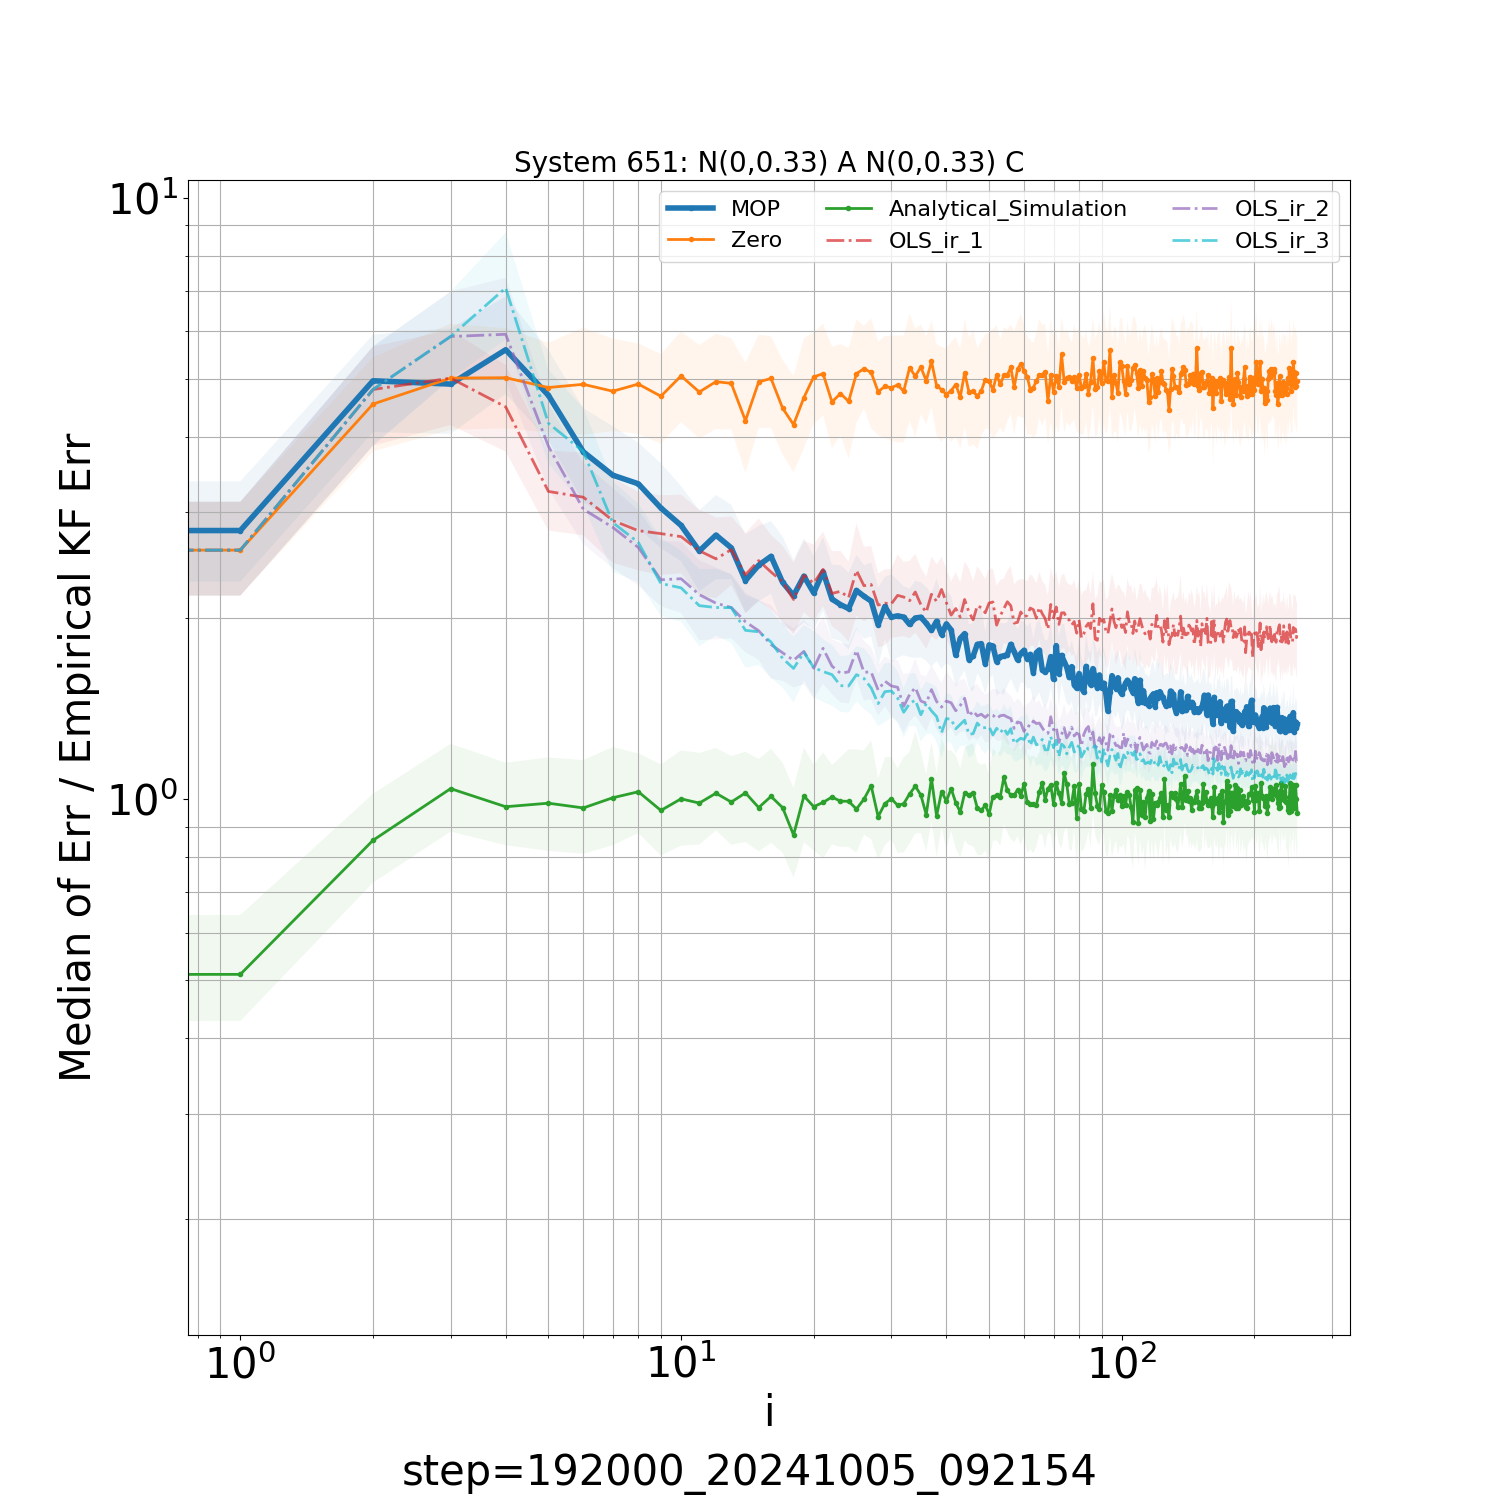 System 651: N(0,0.33) A N(0,0.33) C
10¹
MOP
Zero
Analytical_Simulation
OLS_ir_1
OLS_ir_2
OLS_ir_3
Median of Err / Empirical KF Err
10⁰
10⁰
10¹
10²
i
step=192000_20241005_092154